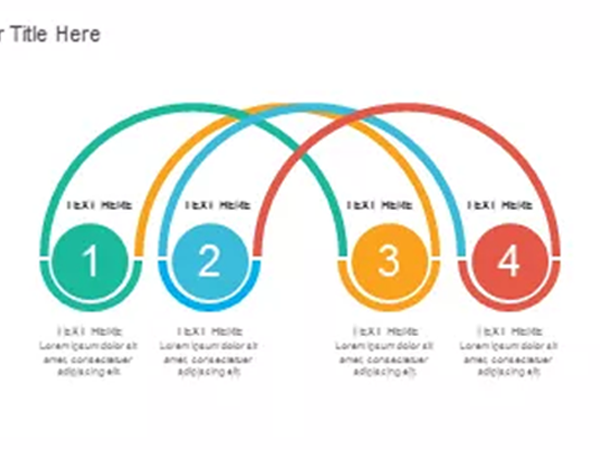 r Title Here
TEXT HERE TEXT HERE TEXT HERE TEXT HERE
1 2 3 4
TEXT HERE TEXT HERE TEXT HERE TEXT HERE
Lorem ipsum dolor sit Lorem ipsum dolor sit Lorem ipsum dolor sit Lorem ipsum dolor sit
amet, consectetuer amet, consectetuer amet, consectetuer amet, consectetuer
adipiscing elit. adipiscing elit. adipiscing elit. adipiscing elit.